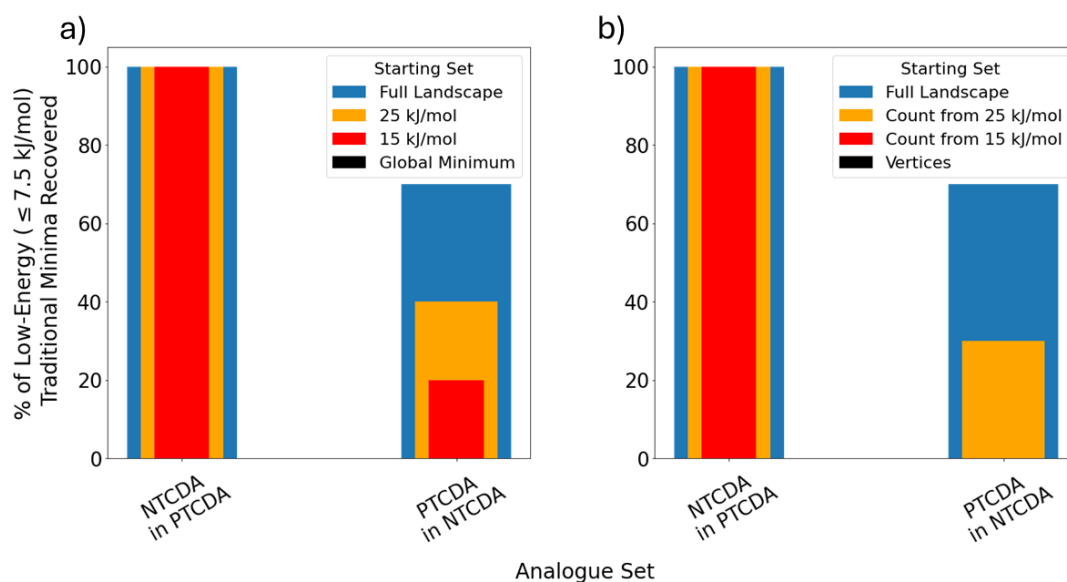 a)
% of Low-Energy ( ≤ 7.5 kJ/mol)
Traditional Minima Recovered
100
80
60
40
20
0
Starting Set
Full Landscape
25 kJ/mol
15 kJ/mol
Global Minimum
NTCDA
in PTCDA
PTCDA
in NTCDA
b)
100
80
60
40
20
0
Starting Set
Full Landscape
Count from 25 kJ/mol
Count from 15 kJ/mol
Vertices
NTCDA
in PTCDA
PTCDA
in NTCDA
Analogue Set